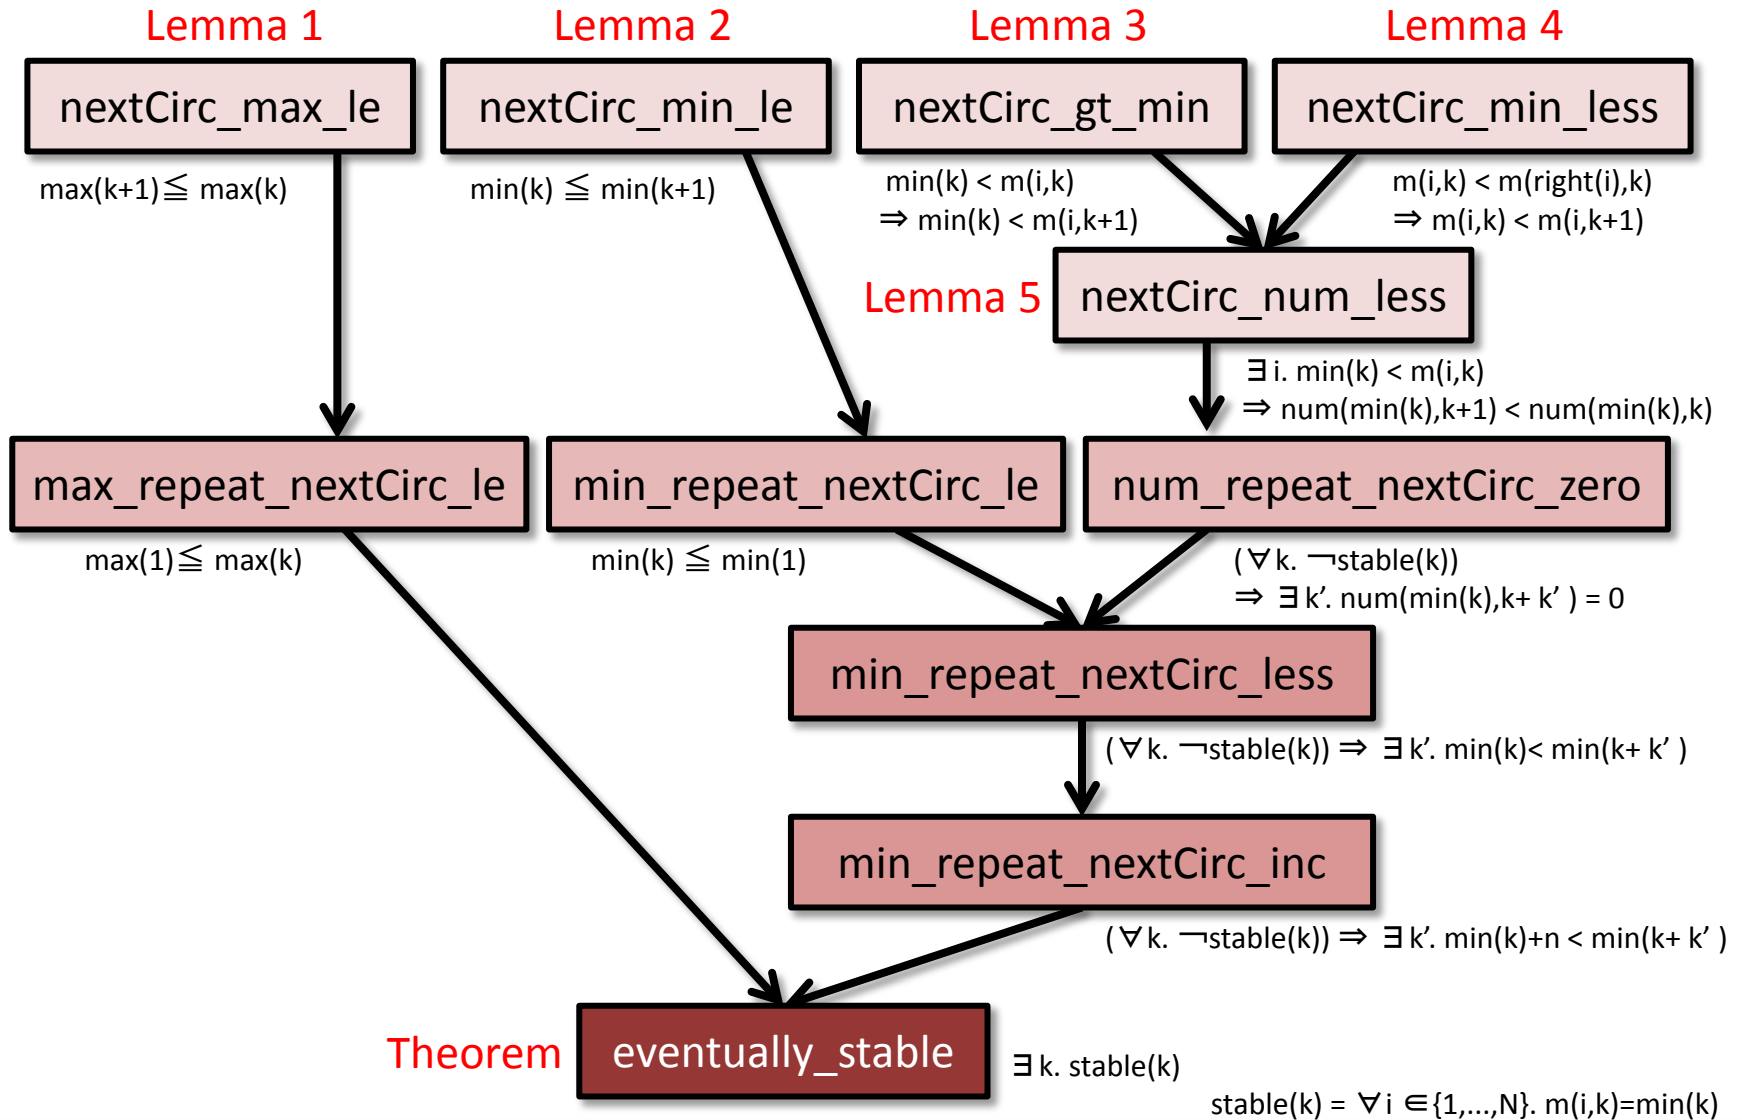 Lemma 1
Lemma 2
Lemma 3
Lemma 4
nextCirc_max_le
nextCirc_min_le
nextCirc_gt_min
nextCirc_min_less
max(k+1)≦ max(k)
min(k) ≦ min(k+1)
min(k) < m(i,k)
⇒ min(k) < m(i,k+1)
m(i,k) < m(right(i),k)
⇒ m(i,k) < m(i,k+1)
Lemma 5
nextCirc_num_less
∃ i. min(k) < m(i,k)
⇒ num(min(k),k+1) < num(min(k),k)
max_repeat_nextCirc_le
min_repeat_nextCirc_le
num_repeat_nextCirc_zero
max(1)≦ max(k)
min(k) ≦ min(1)
(∀k. ¬stable(k))
⇒ ∃ k’. num(min(k),k+ k’ ) = 0
min_repeat_nextCirc_less
(∀k. ¬stable(k)) ⇒ ∃ k’. min(k)< min(k+ k’ )
min_repeat_nextCirc_inc
(∀k. ¬stable(k)) ⇒ ∃ k’. min(k)+n < min(k+ k’ )
Theorem
eventually_stable
∃ k. stable(k)
stable(k) = ∀i ∈{1,...,N}. m(i,k)=min(k)